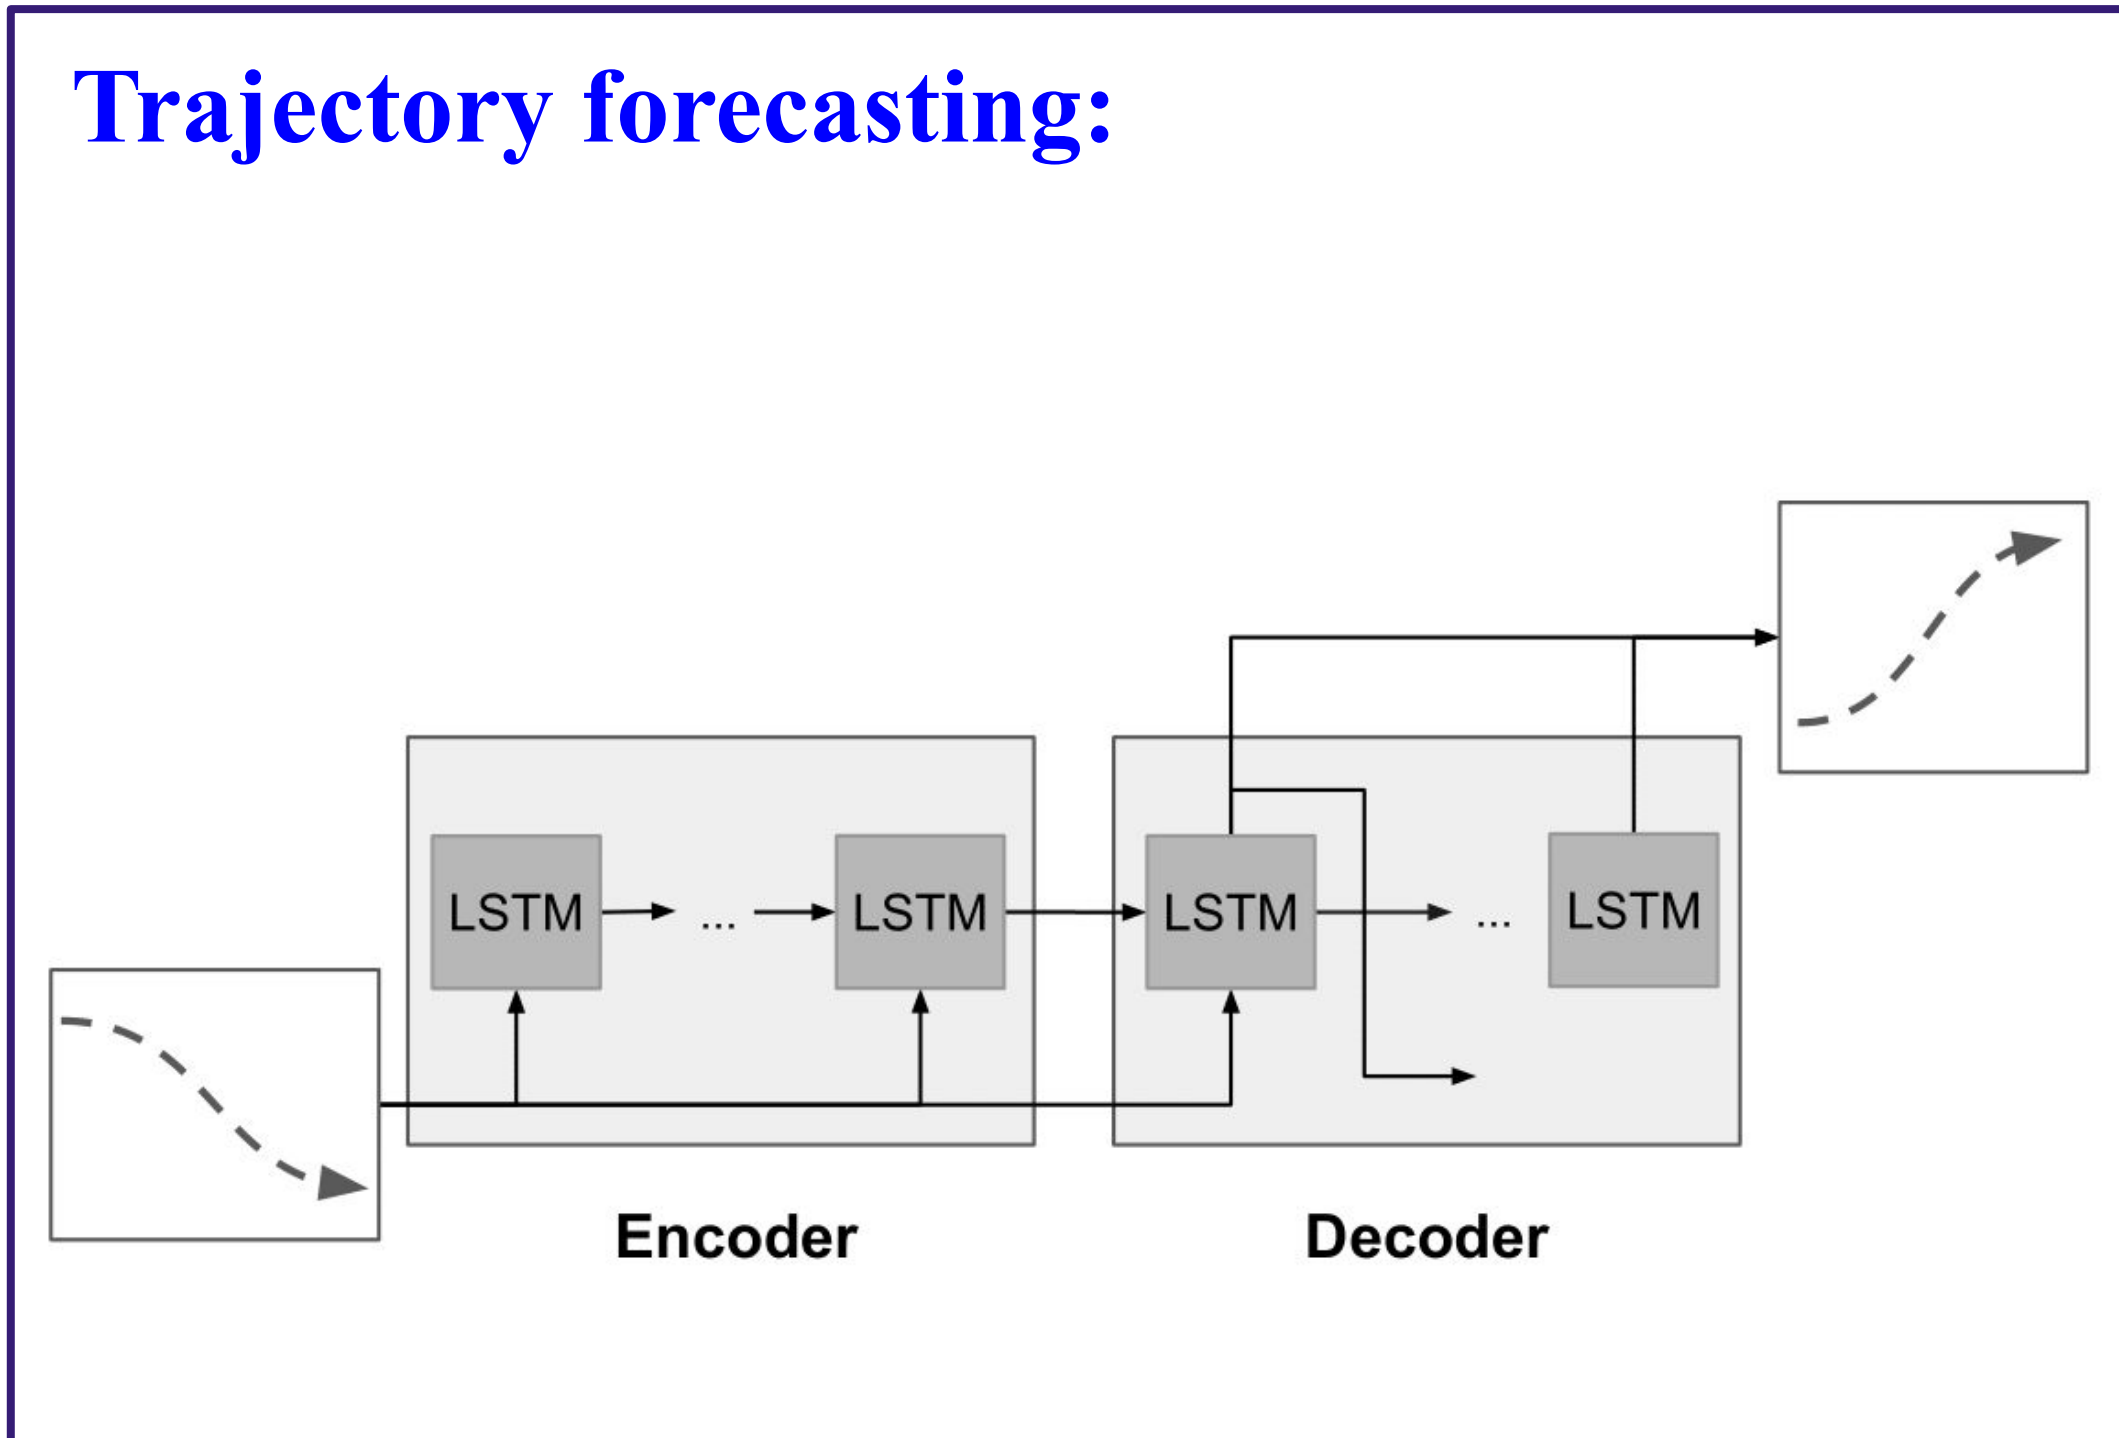 Trajectory forecasting:
LSTM
...
LSTM
LSTM
...
LSTM
Encoder
Decoder